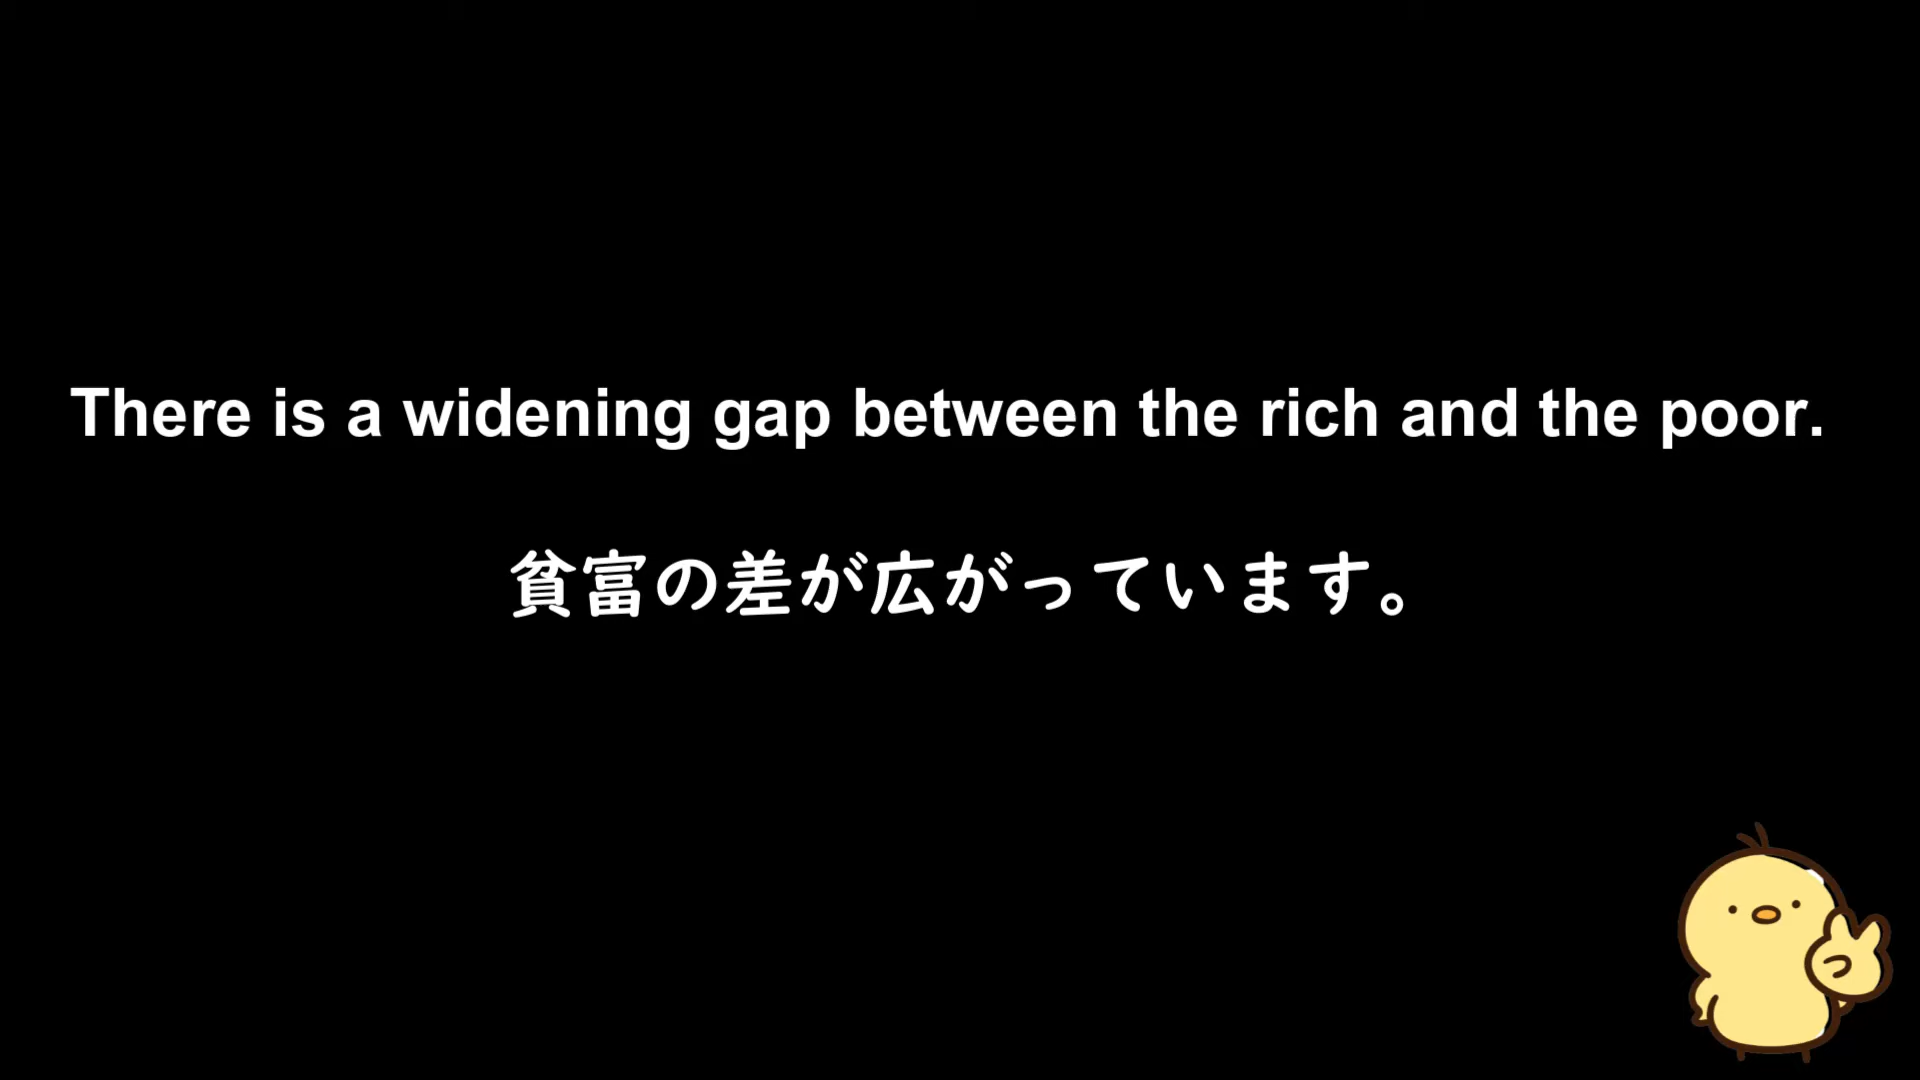 There is a widening gap between the rich and the poor.
貧富の差が広がっています。